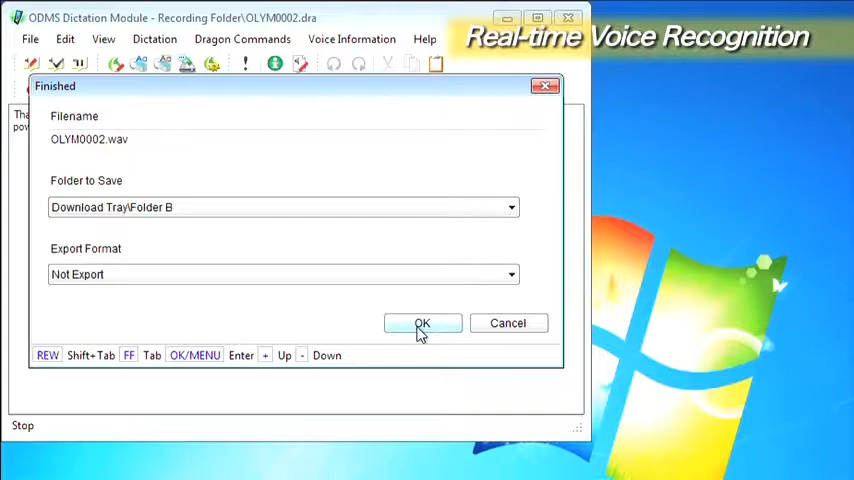 ODMS Dictation Module - Recording Folder\OLYM0002.dra
Real-time Voice Recognition
File Edit View Dictation Dragon Commands Voice Information Help
Finished
Filename
OLYM0002.wav
Folder to Save
Download Tray\Folder B
Export Format
Not Export
OK Cancel
REW Shift+Tab FF Tab OK/MENU Enter + Up - Down
Stop